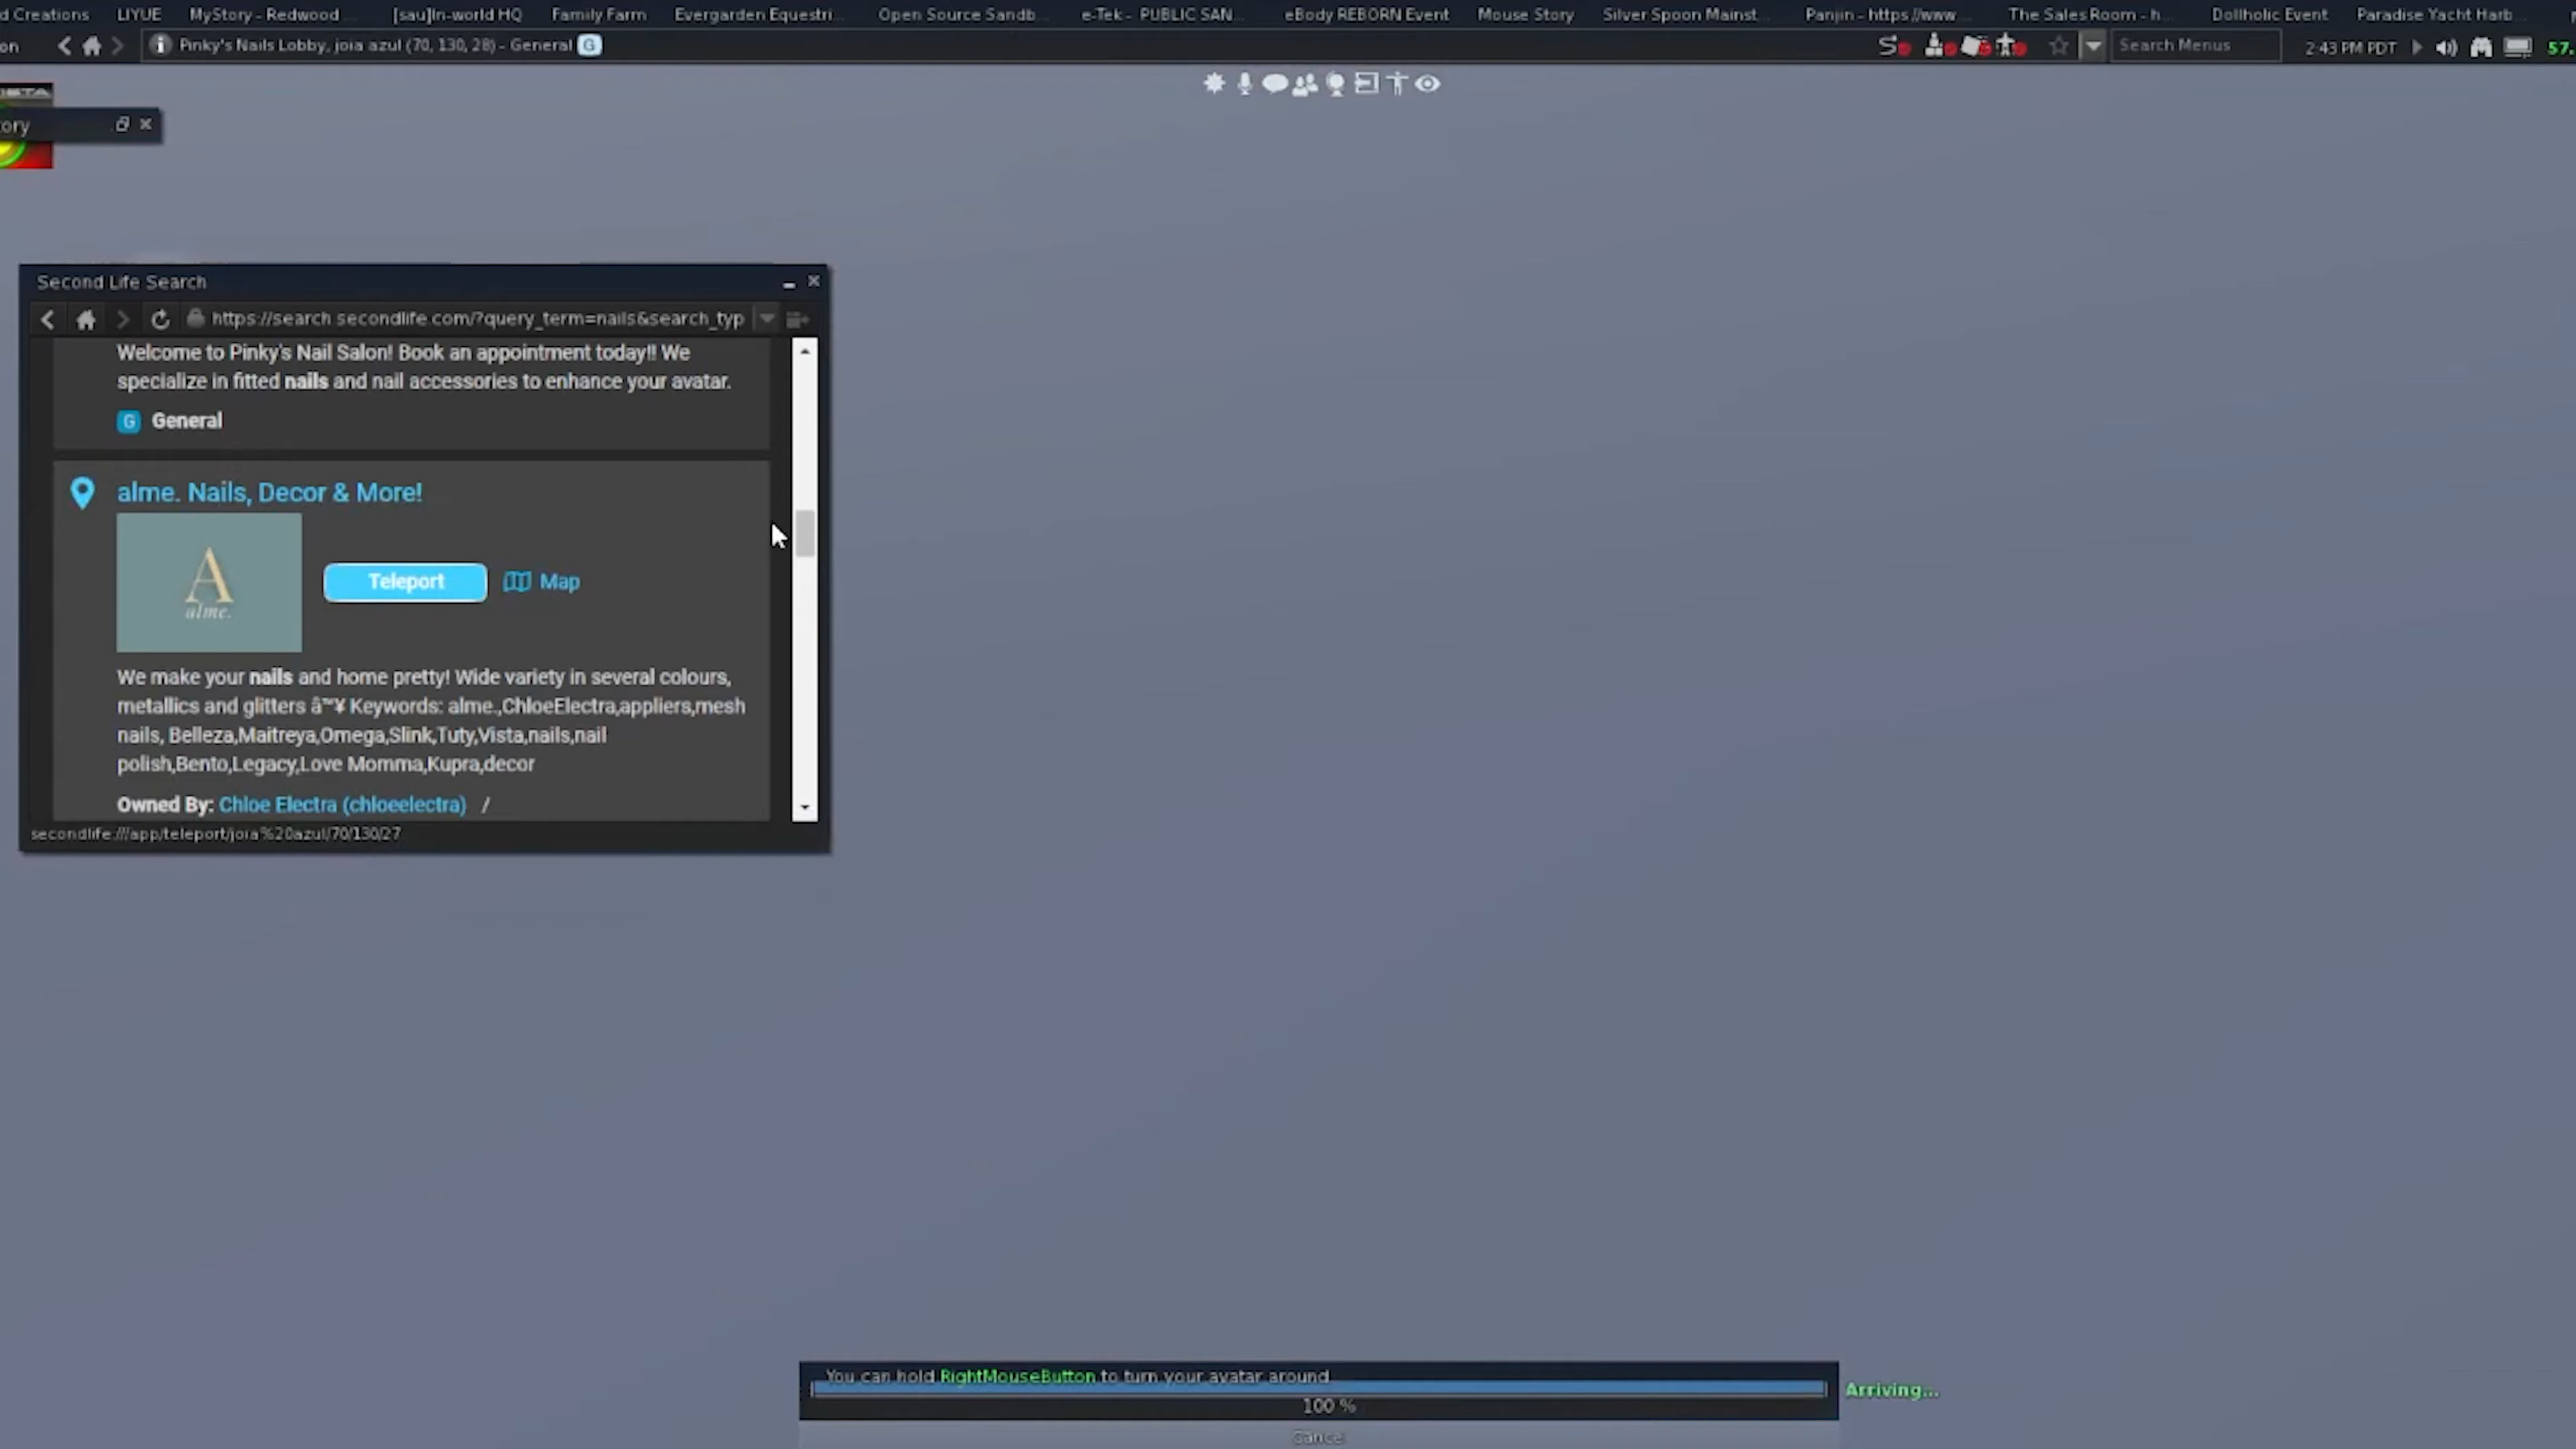 d Creations LIYUE MyStory - Redwood ... [sau]In-world HQ Family Farm Evergarden Equestri... Open Source Sandb... e-Tek - PUBLIC SAN... eBody REBORN Event Mouse Story Silver Spoon Mainst... Panjin - https://www... The Sales Room - h... Dollholic Event Paradise Yacht Harb...
on Pinky's Nails Lobby, joia azul (70, 130, 28) - General G Search Menus 2:43 PM PDT 57.
ory
Second Life Search
https://search.secondlife.com/?query_term=nails&search_typ
Welcome to Pinky's Nail Salon! Book an appointment today!! We
specialize in fitted nails and nail accessories to enhance your avatar.
G General
alme. Nails, Decor & More!
A
alme.
Teleport Map
We make your nails and home pretty! Wide variety in several colours,
metallics and glitters â™¥ Keywords: alme.,ChloeElectra,appliers,mesh
nails, Belleza,Maitreya,Omega,Slink,Tuty,Vista,nails,nail
polish,Bento,Legacy,Love Momma,Kupra,decor
Owned By: Chloe Electra (chloeelectra) /
secondlife:///app/teleport/joia%20azul/70/130/27
You can hold RightMouseButton to turn your avatar around
Arriving...
100 %
Cancel